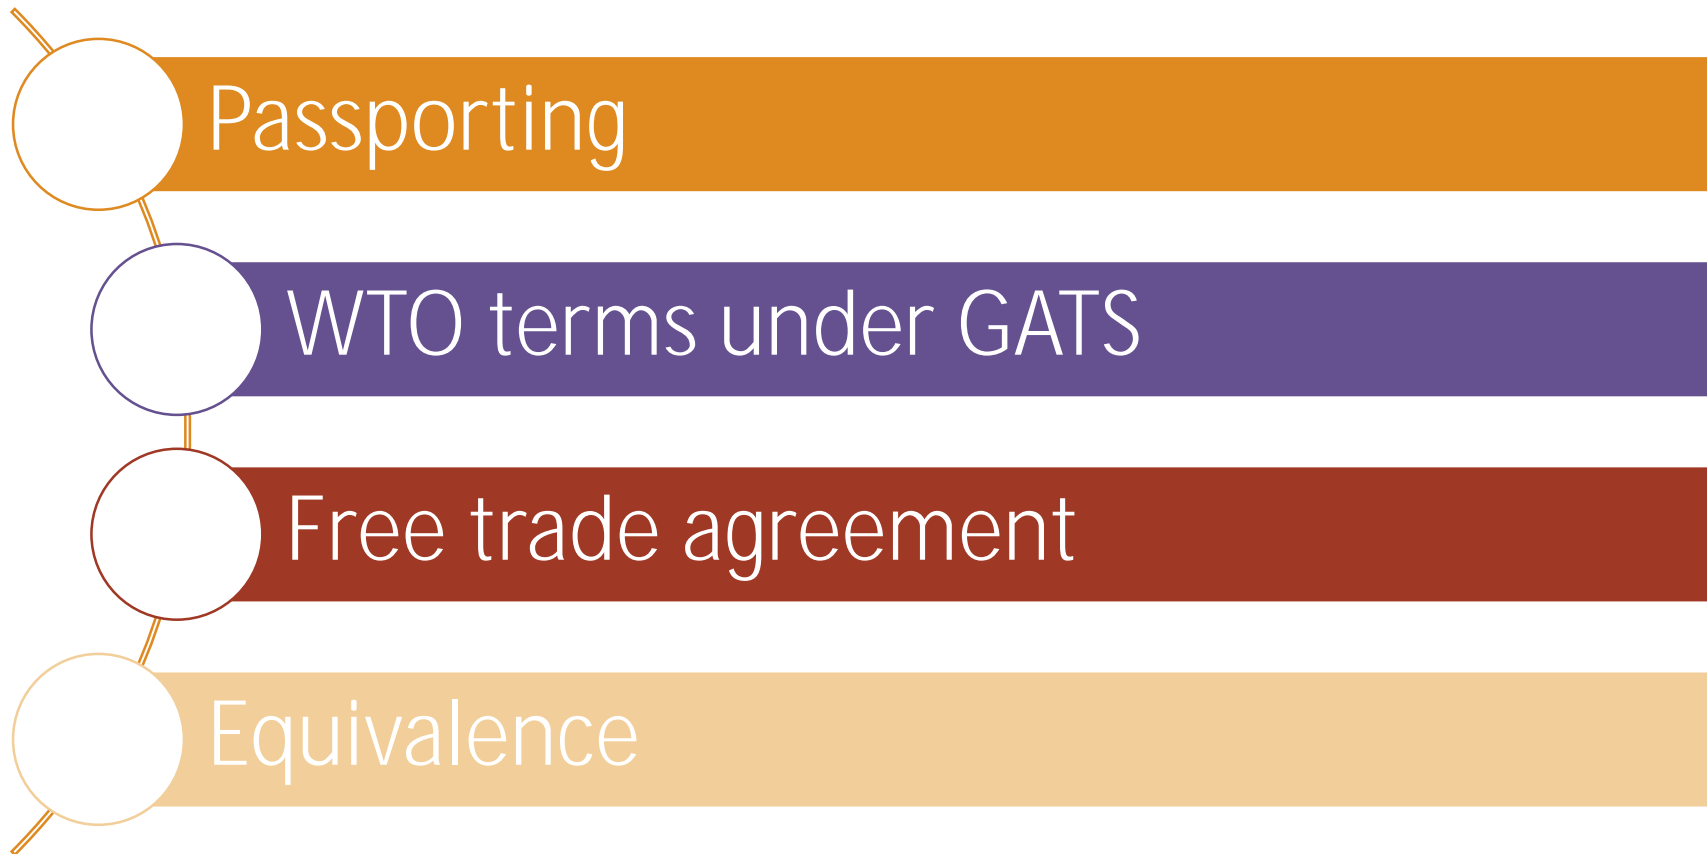 Passporting
WTO terms under GATS
Free trade agreement
Equivalence